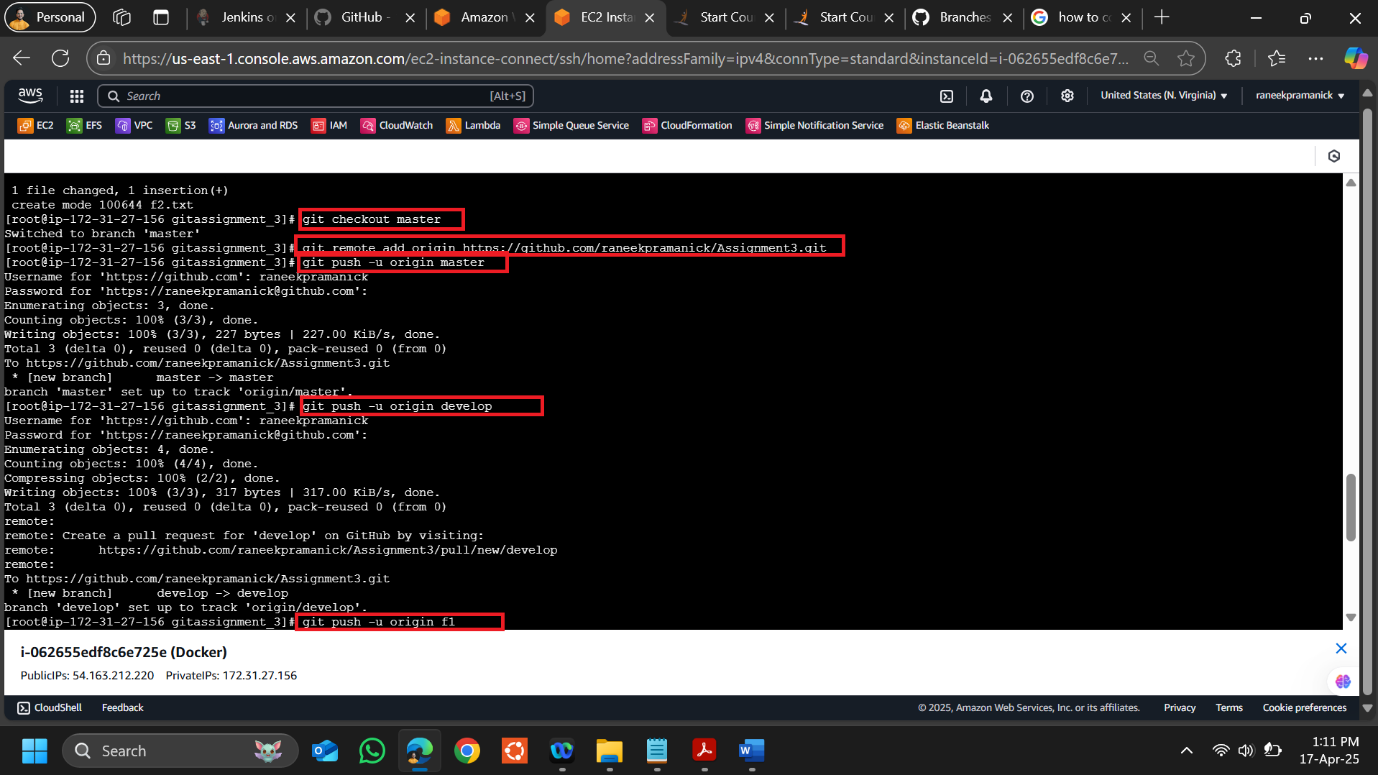 Personal
Jenkins o
GitHub -
Amazon
EC2 Insta
Start Cou
Start Cou
Branches
how to c
https://us-east-1.console.aws.amazon.com/ec2-instance-connect/ssh/home?addressFamily=ipv4&connType=standard&instanceId=i-062655edf8c6e7...
aws
Search [Alt+S]
United States (N. Virginia)
raneekpramanick
EC2 EFS VPC S3 Aurora and RDS IAM CloudWatch Lambda Simple Queue Service CloudFormation Simple Notification Service Elastic Beanstalk
1 file changed, 1 insertion(+)
create mode 100644 f2.txt
[root@ip-172-31-27-156 gitassignment_3]# git checkout master
Switched to branch 'master'
[root@ip-172-31-27-156 gitassignment_3]# git remote add origin https://github.com/raneekpramanick/Assignment3.git
[root@ip-172-31-27-156 gitassignment_3]# git push -u origin master
Username for 'https://github.com': raneekpramanick
Password for 'https://raneekpramanick@github.com':
Enumerating objects: 3, done.
Counting objects: 100% (3/3), done.
Writing objects: 100% (3/3), 227 bytes | 227.00 KiB/s, done.
Total 3 (delta 0), reused 0 (delta 0), pack-reused 0 (from 0)
To https://github.com/raneekpramanick/Assignment3.git
* [new branch] master -> master
branch 'master' set up to track 'origin/master'.
[root@ip-172-31-27-156 gitassignment_3]# git push -u origin develop
Username for 'https://github.com': raneekpramanick
Password for 'https://raneekpramanick@github.com':
Enumerating objects: 4, done.
Counting objects: 100% (4/4), done.
Compressing objects: 100% (2/2), done.
Writing objects: 100% (3/3), 317 bytes | 317.00 KiB/s, done.
Total 3 (delta 0), reused 0 (delta 0), pack-reused 0 (from 0)
remote:
remote: Create a pull request for 'develop' on GitHub by visiting:
remote: https://github.com/raneekpramanick/Assignment3/pull/new/develop
remote:
To https://github.com/raneekpramanick/Assignment3.git
* [new branch] develop -> develop
branch 'develop' set up to track 'origin/develop'.
[root@ip-172-31-27-156 gitassignment_3]# git push -u origin f1
i-062655edf8c6e725e (Docker)
PublicIPs: 54.163.212.220 PrivateIPs: 172.31.27.156
CloudShell Feedback © 2025, Amazon Web Services, Inc. or its affiliates. Privacy Terms Cookie preferences
Search
1:11 PM
17-Apr-25